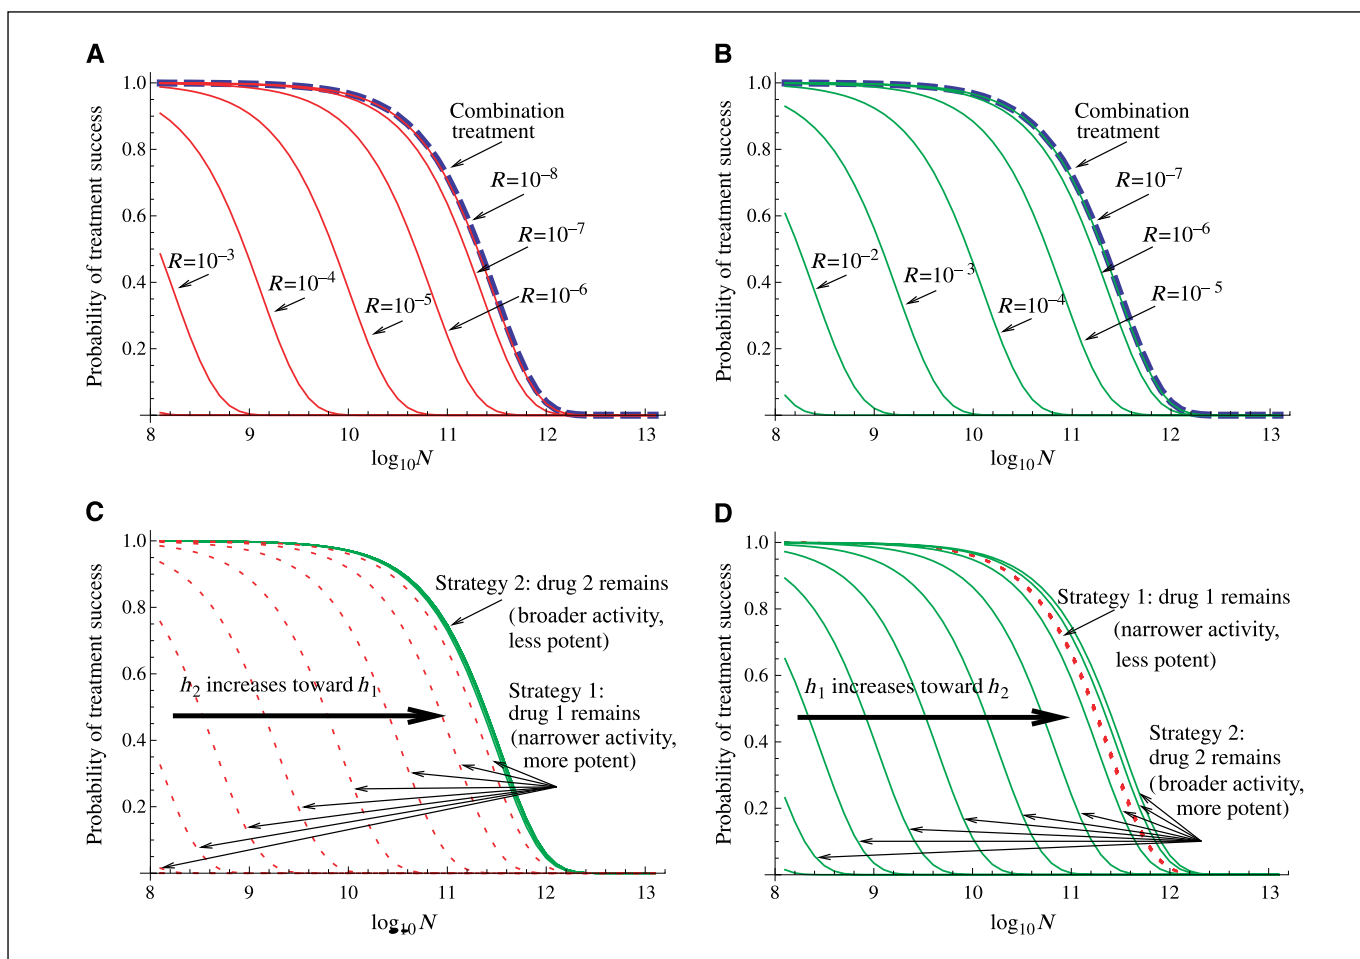 A
Probability of treatment success
1.0
0.8
0.6
0.4
0.2
8
9
10
11
12
13
log10N
Combination
treatment
R=10–8
R=10–7
R=10–6
R=10–5
R=10–4
R=10–3
B
Probability of treatment success
1.0
0.8
0.6
0.4
0.2
8
9
10
11
12
13
log10N
Combination
treatment
R=10–7
R=10–6
R=10–5
R=10–4
R=10–3
R=10–2
C
Probability of treatment success
1.0
0.8
0.6
0.4
0.2
8
9
10
11
12
13
log10N
Strategy 2: drug 2 remains
(broader activity,
less potent)
h2 increases toward h1
Strategy 1:
drug 1 remains
(narrower activity,
more potent)
D
Probability of treatment success
1.0
0.8
0.6
0.4
0.2
8
9
10
11
12
13
log10N
Strategy 1: drug 1 remains
(narrower activity,
less potent)
h1 increases toward h2
Strategy 2:
drug 2 remains
(broader activity,
more potent)